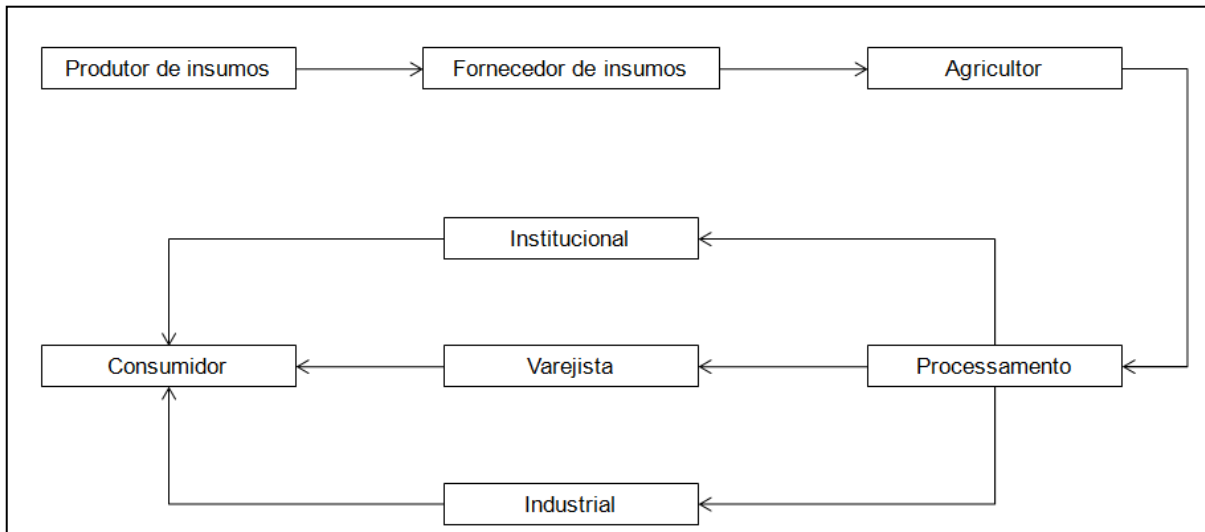 Produtor de insumos
Fornecedor de insumos
Agricultor
Institucional
Consumidor
Varejista
Processamento
Industrial